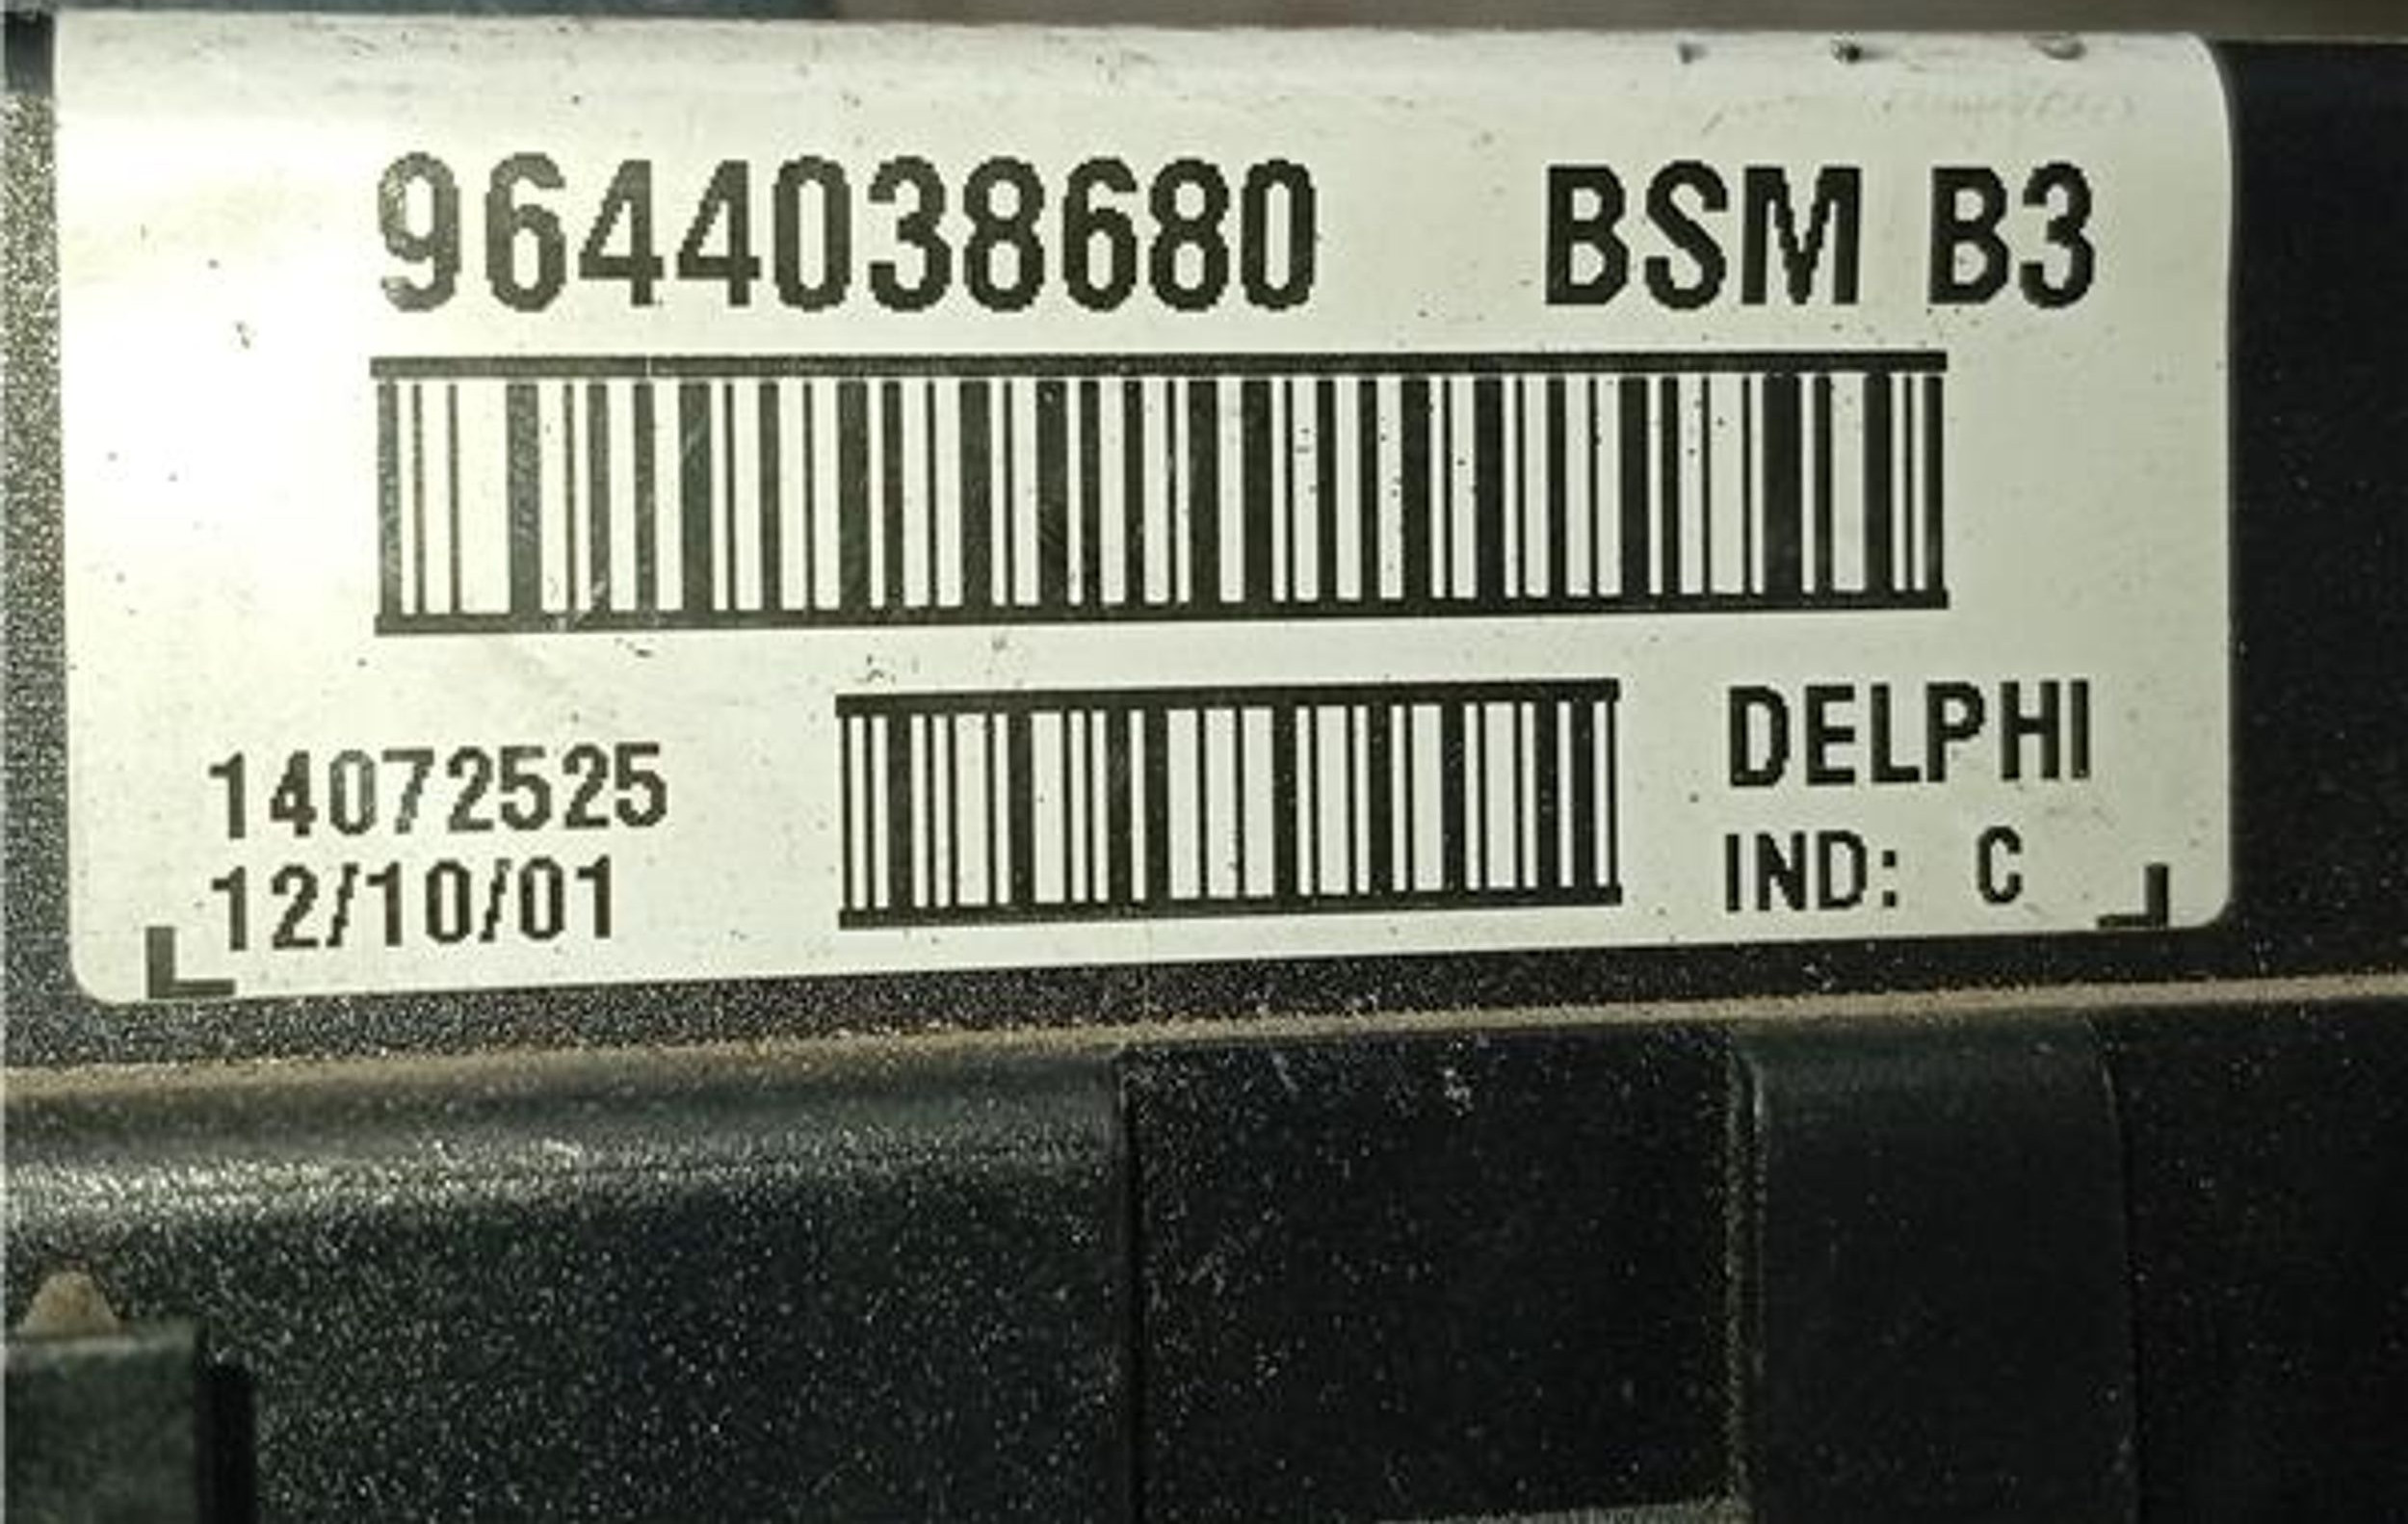 9644038680 BSM B3
14072525
12/10/01
DELPHI
IND: C